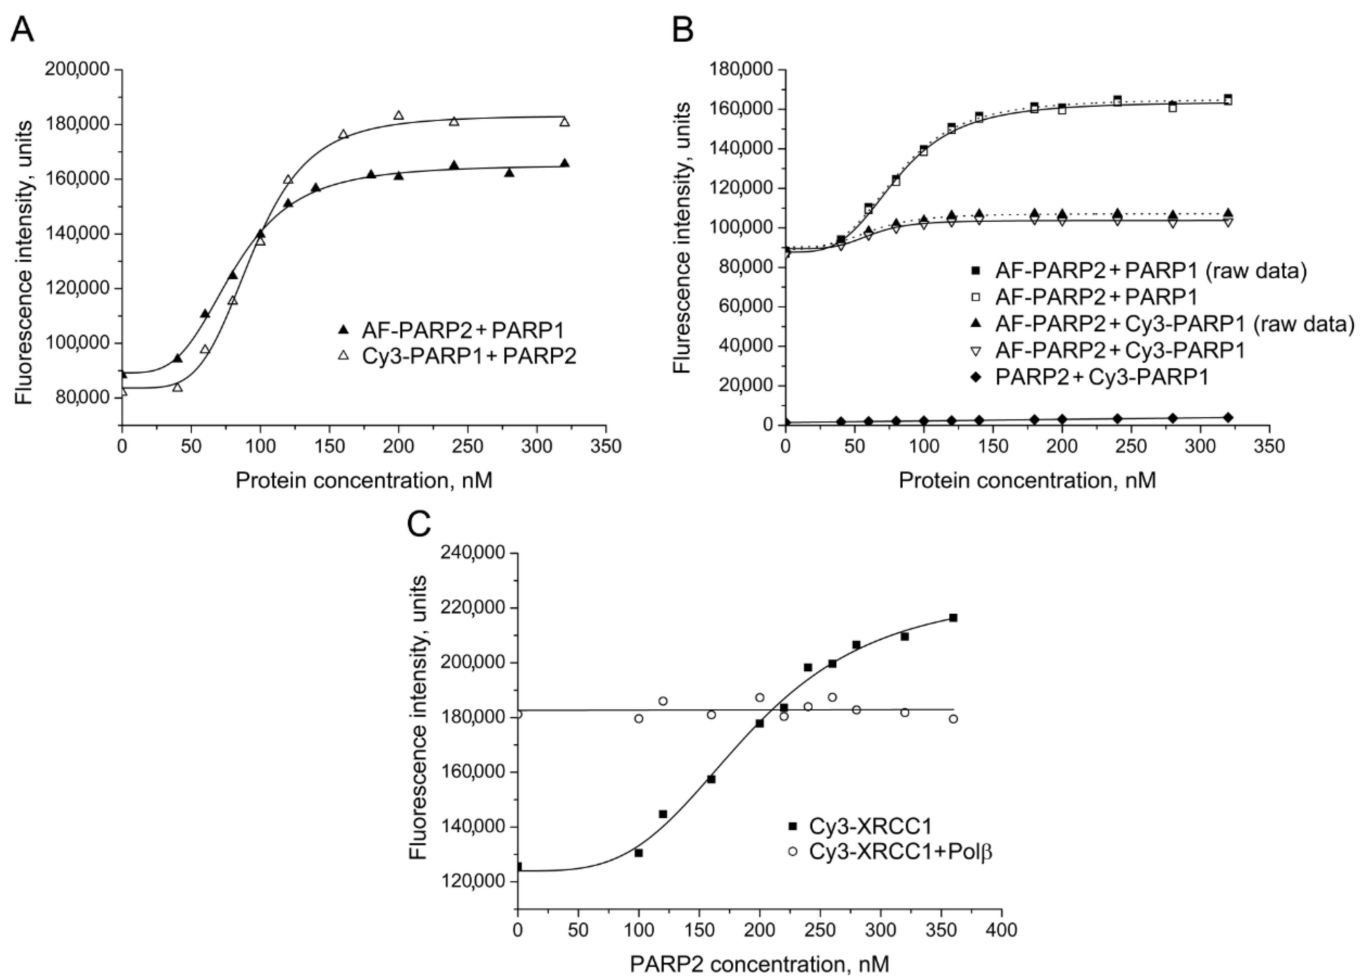 A
Fluorescence intensity, units
200,000
180,000
160,000
140,000
120,000
100,000
80,000
AF-PARP2+PARP1
Cy3-PARP1+PARP2
0 50 100 150 200 250 300 350
Protein concentration, nM
B
Flurescence intensity, units
180,000
160,000
140,000
120,000
100,000
80,000
60,000
40,000
20,000
0
AF-PARP2+PARP1 (raw data)
AF-PARP2+PARP1
AF-PARP2+Cy3-PARP1 (raw data)
AF-PARP2+Cy3-PARP1
PARP2+Cy3-PARP1
0 50 100 150 200 250 300 350
Protein concentration, nM
C
Fluorescence intensity, units
240,000
220,000
200,000
180,000
160,000
140,000
120,000
Cy3-XRCC1
Cy3-XRCC1+Polβ
0 50 100 150 200 250 300 350 400
PARP2 concentration, nM